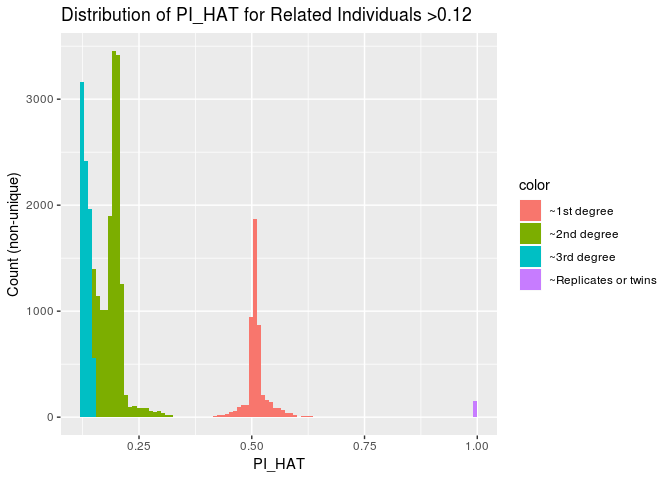 Distribution of PI_HAT for Related Individuals >0.12
Count (non-unique)
3000
2000
1000
0
0.25
0.50
0.75
1.00
PI_HAT
color
~1st degree
~2nd degree
~3rd degree
~Replicates or twins